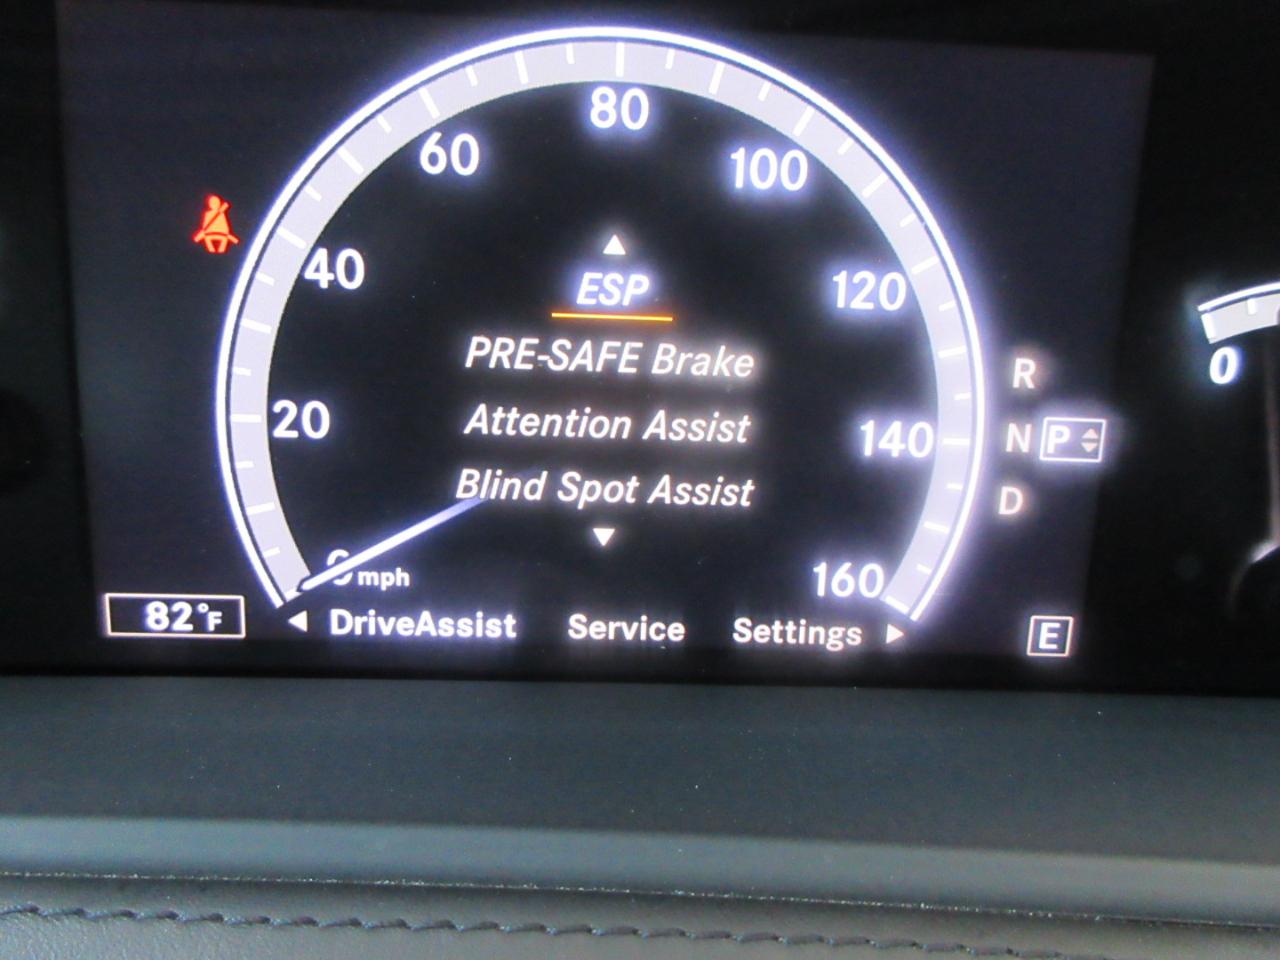 80
60
100
40
120
ESP
PRE-SAFE Brake
20
Attention Assist
140
Blind Spot Assist
160
0 mph
R
N P
D
0
82°F
DriveAssist Service Settings
E